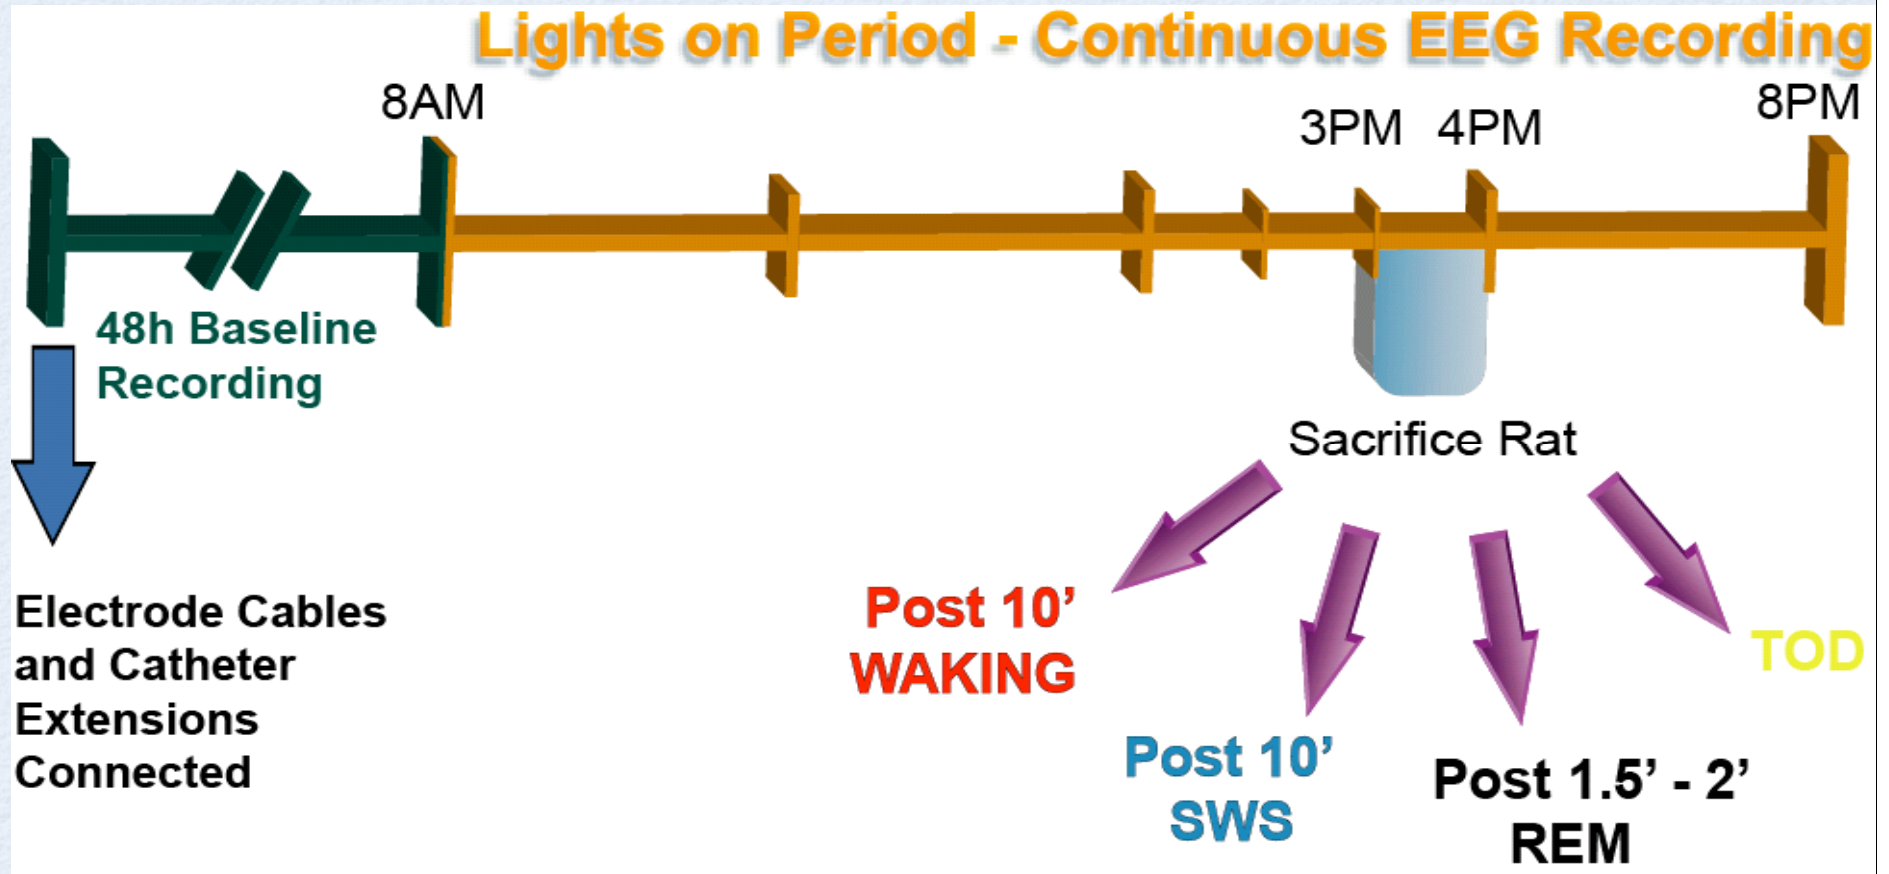 Lights on Period - Continuous EEG Recording
8AM
3PM
4PM
8PM
48h Baseline
Recording
Sacrifice Rat
Electrode Cables
and Catheter
Extensions
Connected
Post 10’
WAKING
Post 10’
SWS
Post 1.5’ - 2’
REM
TOD